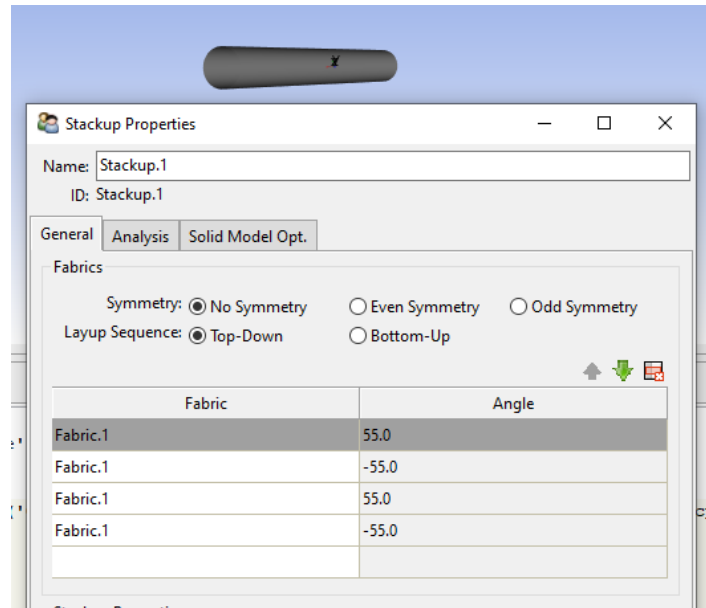 Stackup Properties
Name: Stackup.1
ID: Stackup.1
General Analysis Solid Model Opt.
Fabrics
Symmetry: No Symmetry Even Symmetry Odd Symmetry
Layup Sequence: Top-Down Bottom-Up
Fabric Angle
Fabric.1 55.0
Fabric.1 -55.0
Fabric.1 55.0
Fabric.1 -55.0